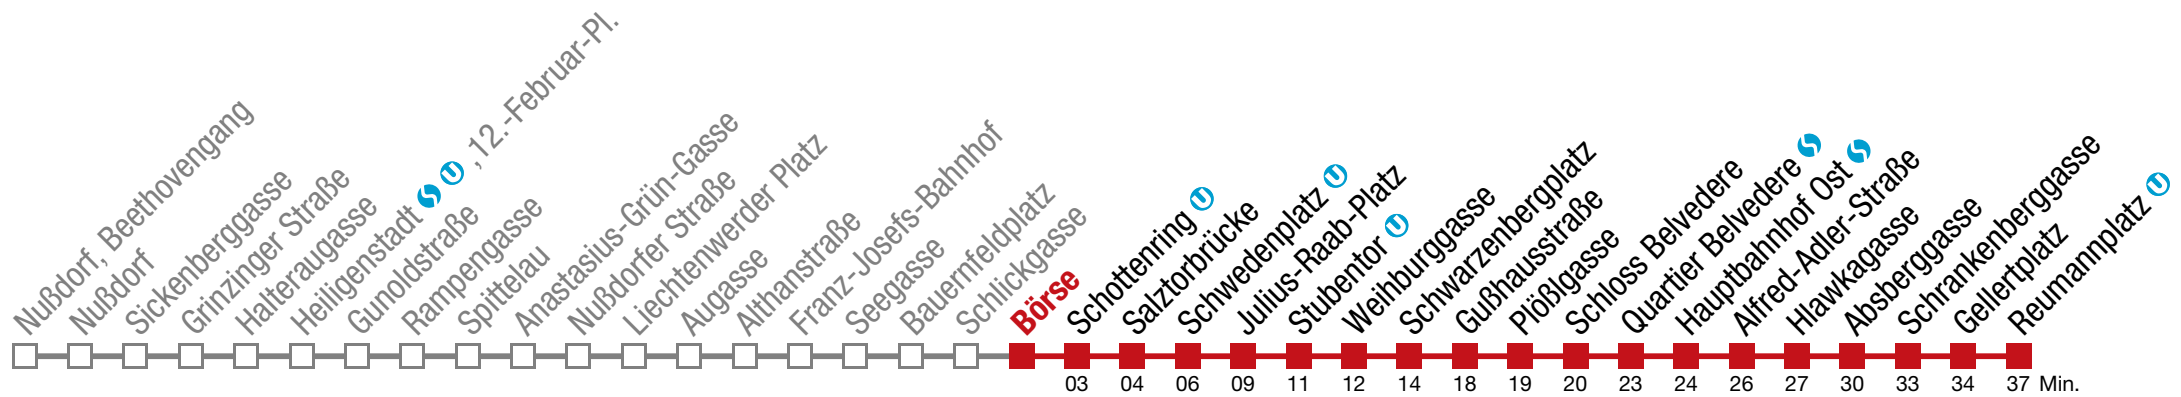 Nußdorf, Beethovengang
Nußdorf
Sickenberggasse
Grinzinger Straße
Halteraugasse
Heiligenstadt S U , 12.-Februar-Pl.
Gunoldstraße
Rampengasse
Spittelau
Anastasius-Grün-Gasse
Nußdorfer Straße
Liechtenwerder Platz
Augasse
Althanstraße
Franz-Josefs-Bahnhof
Seegasse
Bauernfeldplatz
Schlickgasse
Börse
Schottenring U
Salztorbrücke
Schwedenplatz U
Julius-Raab-Platz
Stubentor U
Weihburggasse
Schwarzenbergplatz
Gußhausstraße
Plößlgasse
Schloss Belvedere
Quartier Belvedere S
Hauptbahnhof Ost S
Alfred-Adler-Straße
Hlawkagasse
Absberggasse
Schrankenberggasse
Gellertplatz
Reumannplatz U
03 04 06 09 11 12 14 18 19 20 23 24 26 27 30 33 34 37 Min.